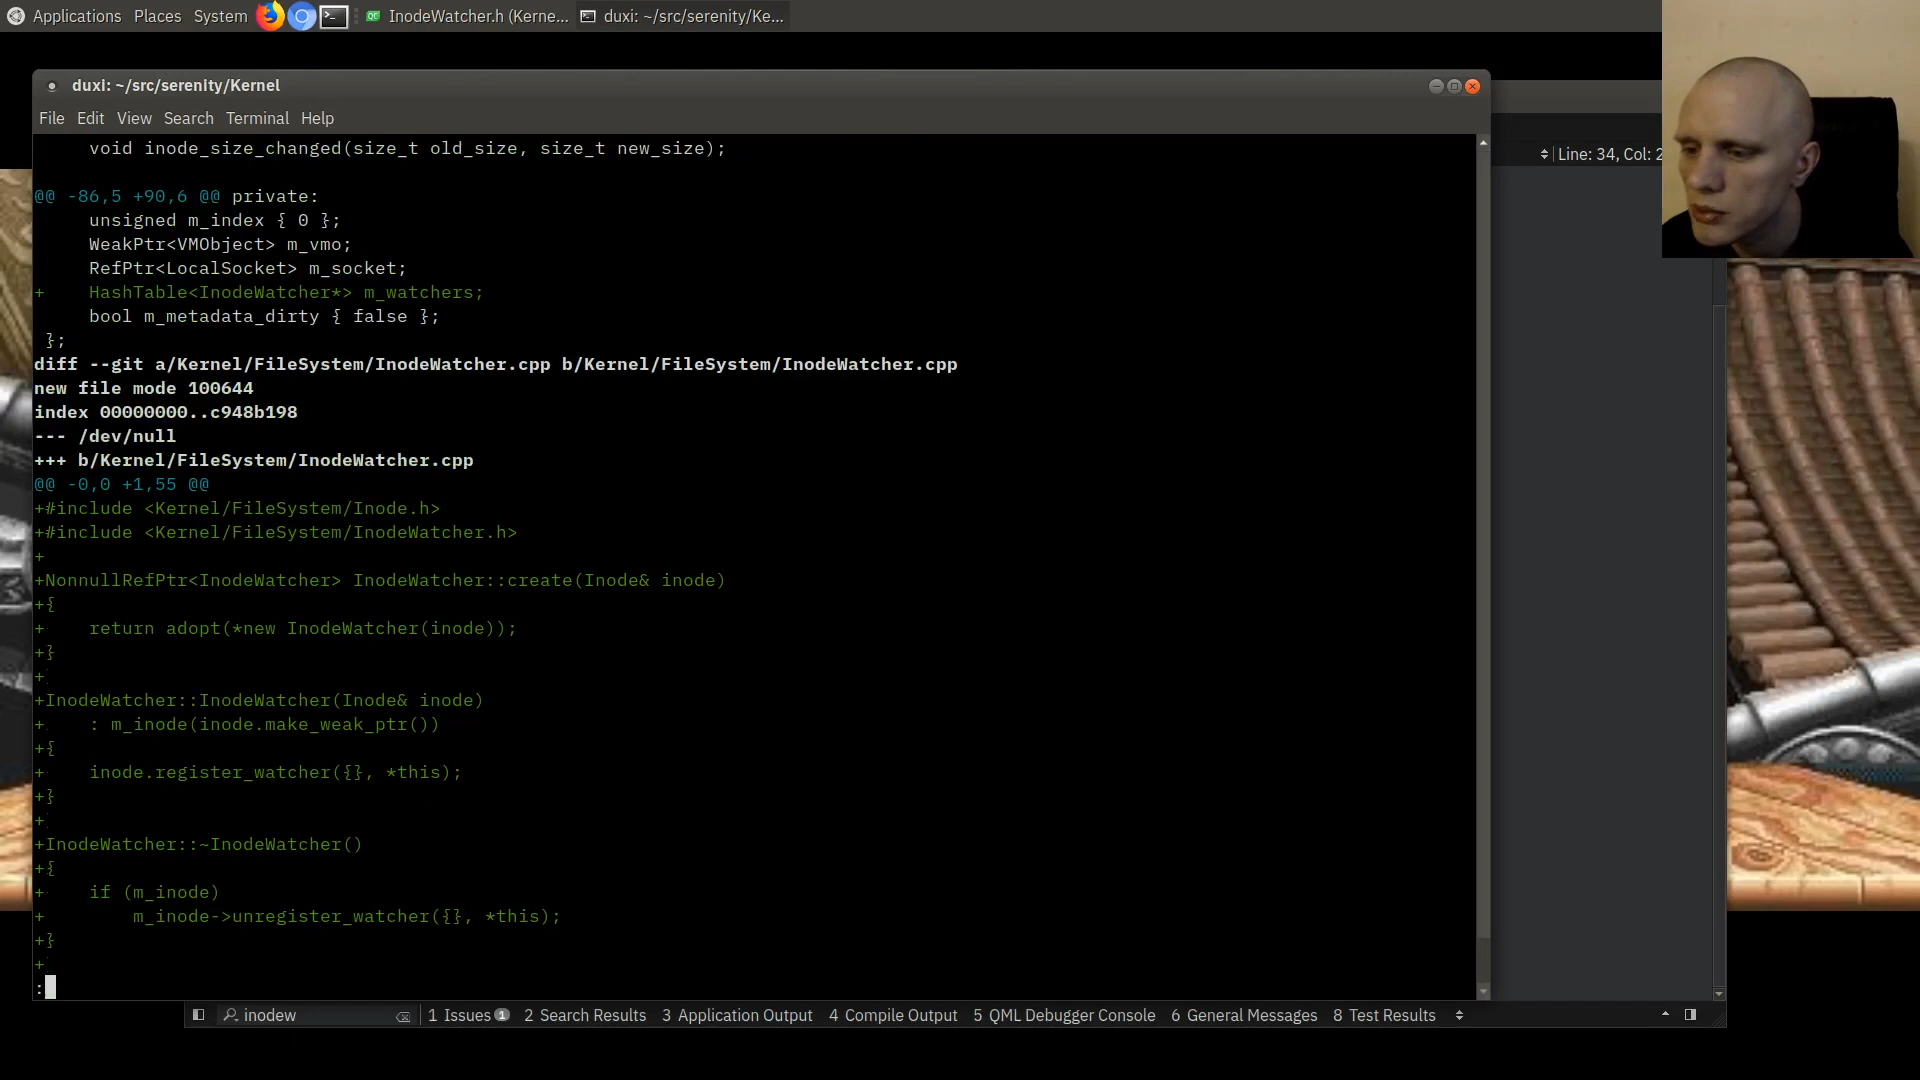 Applications Places System InodeWatcher.h (Kerne... duxi: ~/src/serenity/Ke...
duxi: ~/src/serenity/Kernel
File Edit View Search Terminal Help
Line: 34, Col: 2
    void inode_size_changed(size_t old_size, size_t new_size);
@@ -86,5 +90,6 @@ private:
    unsigned m_index { 0 };
    WeakPtr<VMObject> m_vmo;
    RefPtr<LocalSocket> m_socket;
+    HashTable<InodeWatcher*> m_watchers;
    bool m_metadata_dirty { false };
 };
diff --git a/Kernel/FileSystem/InodeWatcher.cpp b/Kernel/FileSystem/InodeWatcher.cpp
new file mode 100644
index 00000000..c948b198
--- /dev/null
+++ b/Kernel/FileSystem/InodeWatcher.cpp
@@ -0,0 +1,55 @@
+#include <Kernel/FileSystem/Inode.h>
+#include <Kernel/FileSystem/InodeWatcher.h>
+
+NonnullRefPtr<InodeWatcher> InodeWatcher::create(Inode& inode)
+{
+    return adopt(*new InodeWatcher(inode));
+}
+
+InodeWatcher::InodeWatcher(Inode& inode)
+    : m_inode(inode.make_weak_ptr())
+{
+    inode.register_watcher({}, *this);
+}
+
+InodeWatcher::~InodeWatcher()
+{
+    if (m_inode)
+        m_inode->unregister_watcher({}, *this);
+}
+
:
inodew 1 Issues 1 2 Search Results 3 Application Output 4 Compile Output 5 QML Debugger Console 6 General Messages 8 Test Results